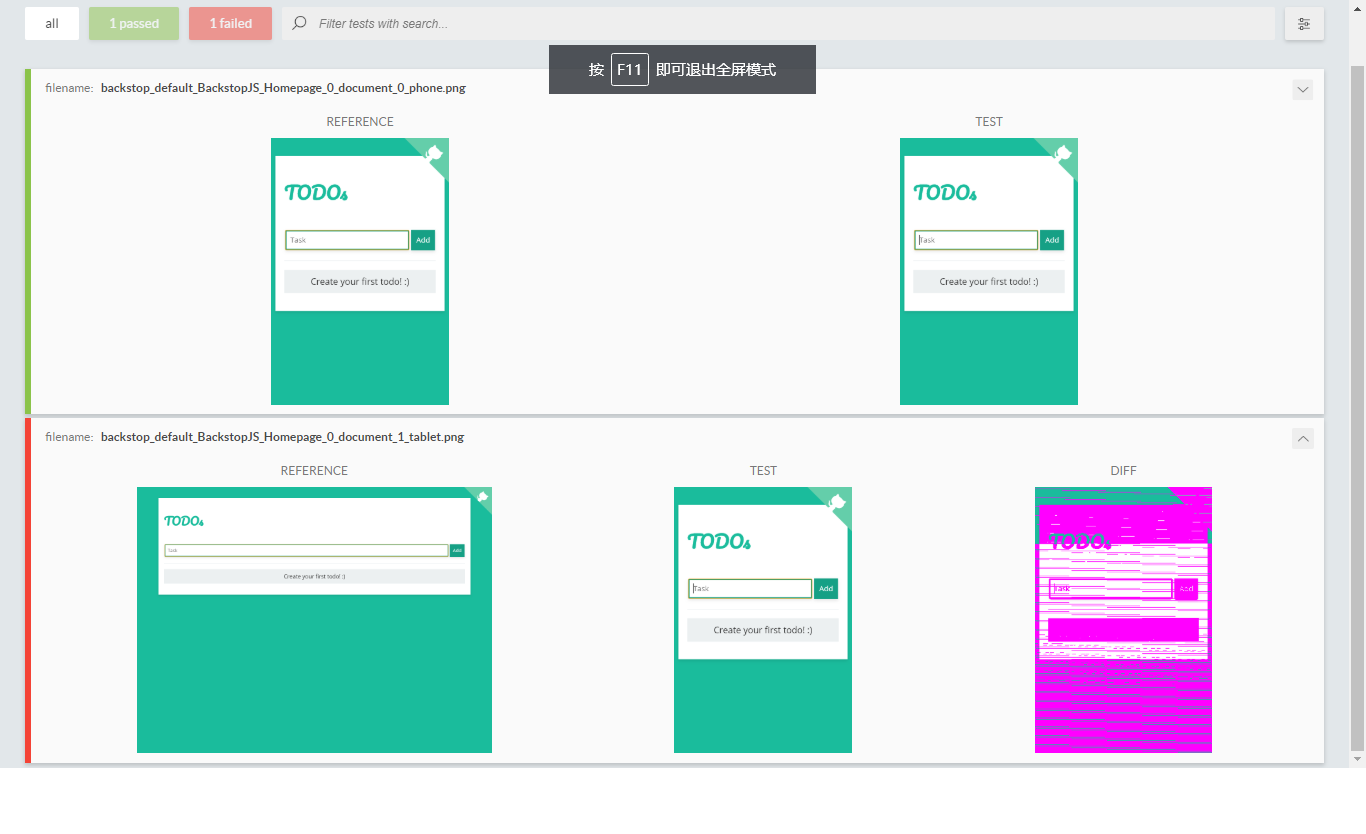 all 1 passed 1 failed Filter tests with search...
按 F11 即可退出全屏模式
filename: backstop_default_BackstopJS_Homepage_0_document_0_phone.png
REFERENCE TEST
TODOs TODOs
Task Add Task Add
Create your first todo! :) Create your first todo! :)
filename: backstop_default_BackstopJS_Homepage_0_document_1_tablet.png
REFERENCE TEST DIFF
TODOs TODOs TODOs
Task Add Task Add Task Add
Create your first todo! :) Create your first todo! :)